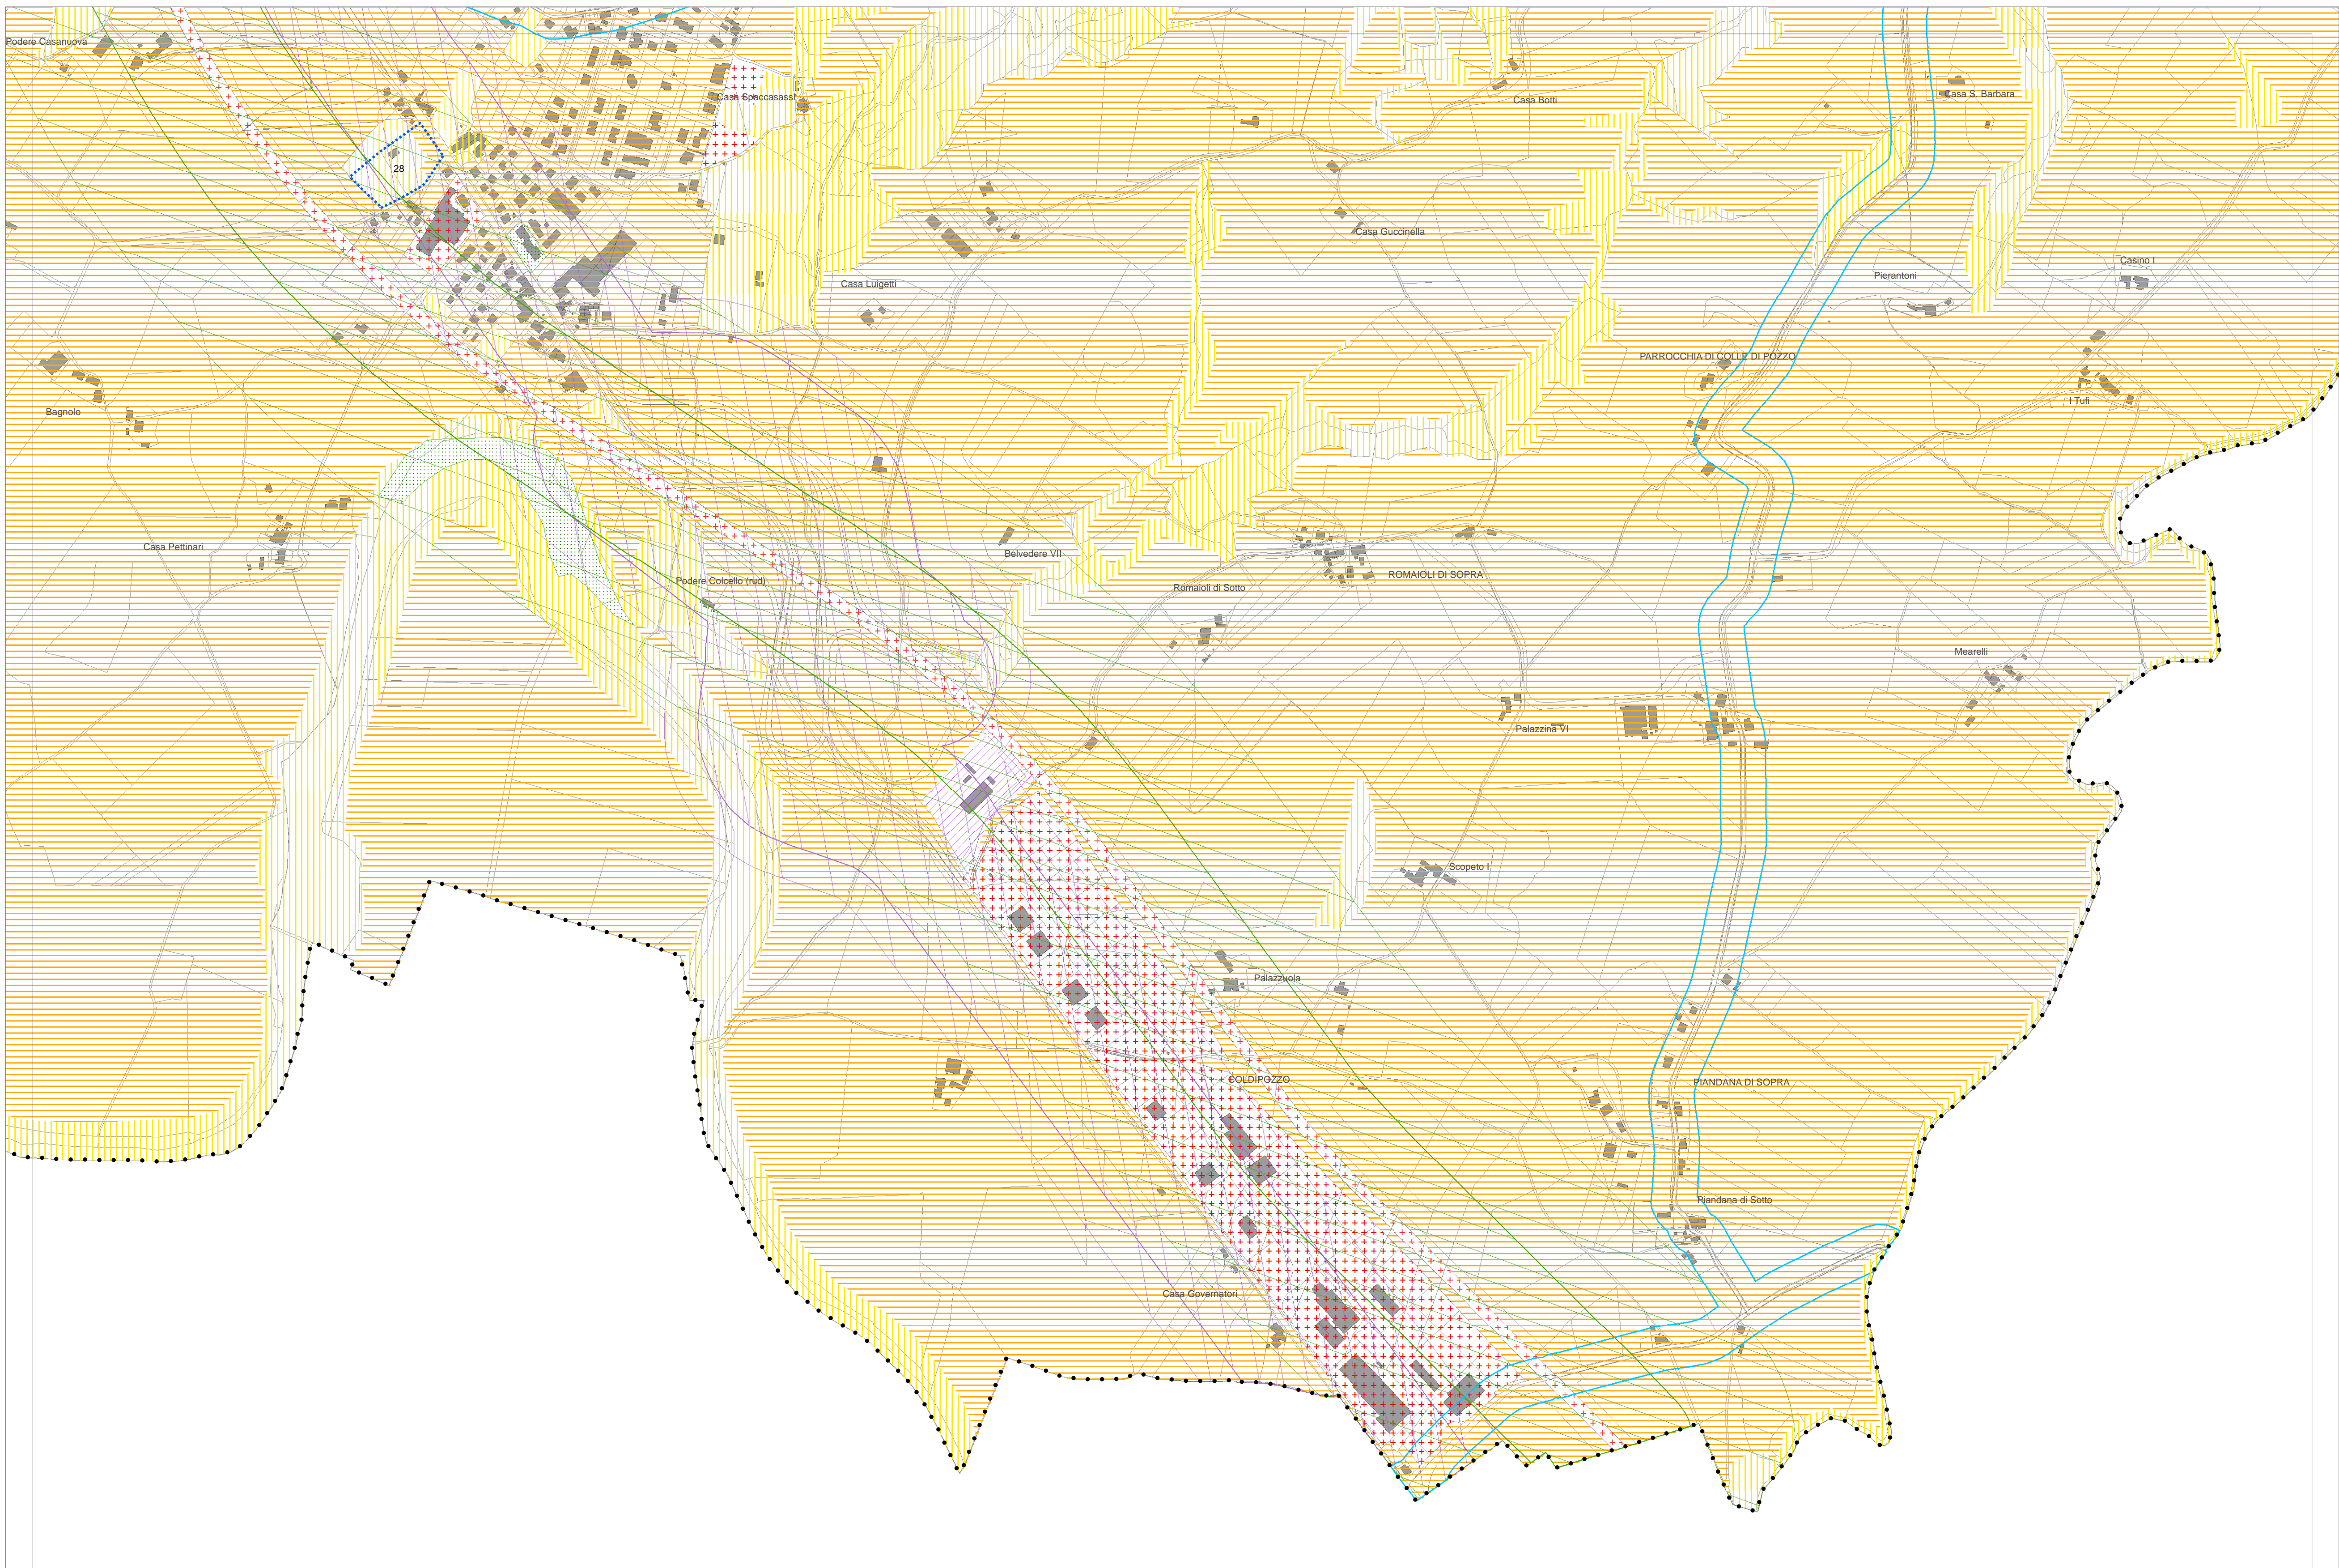 Podere Casanuova
Casa S. Barbara
Casa Spaccasassi
Casa Botti
28
Casa Guccinella
Casino I
Pierantoni
Casa Luigetti
PARROCCHIA DI COLLE DI POZZO
I Tufi
Bagnolo
Casa Pettinari
Belvedere VII
ROMAIOLI DI SOPRA
Podere Colcello (rud)
Romaioli di Sotto
Mearelli
Palazzina VI
Scopeto I
Palazzuola
COLDIPOZZO
PIANDANA DI SOPRA
Piandana di Sotto
Casa Governatori